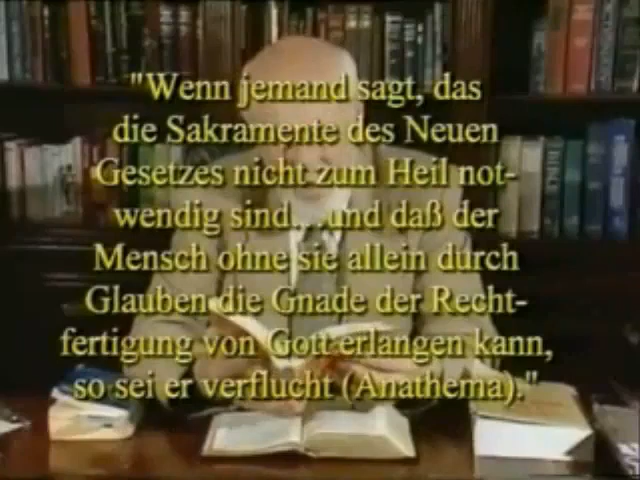 "Wenn jemand sagt, das
die Sakramente des Neuen
Gesetzes nicht zum Heil not-
wendig sind...und daß der
Mensch ohne sie allein durch
Glauben die Gnade der Recht-
fertigung von Gott erlangen kann,
so sei er verflucht (Anathema)."